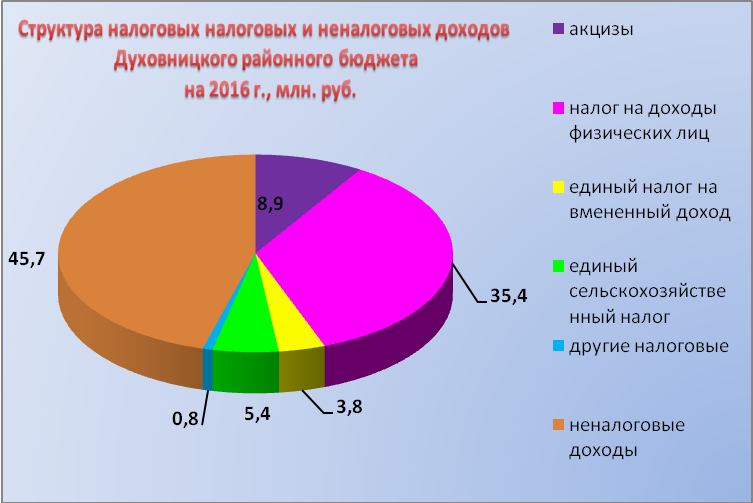 Структура налоговых налоговых и неналоговых доходов
Духовницкого районного бюджета
на 2016 г., млн. руб.
8,9
35,4
3,8
5,4
0,8
45,7
акцизы
налог на доходы
физических лиц
единый налог на
вмененный доход
единый
сельскохозяйстве
нный налог
другие налоговые
неналоговые
доходы